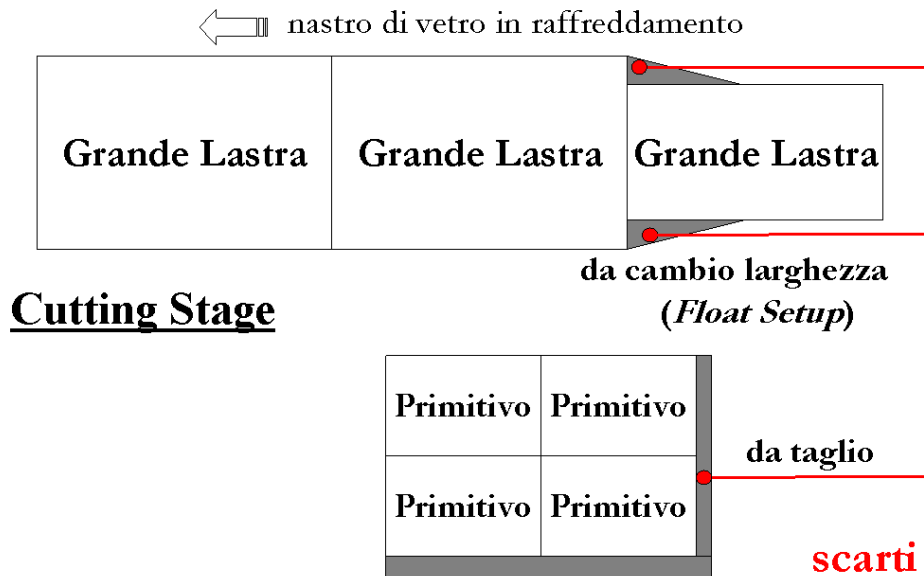 nastro di vetro in raffreddamento
Grande Lastra
Grande Lastra
Grande Lastra
da cambio larghezza
(Float Setup)
Cutting Stage
Primitivo
Primitivo
da taglio
Primitivo
Primitivo
scarti